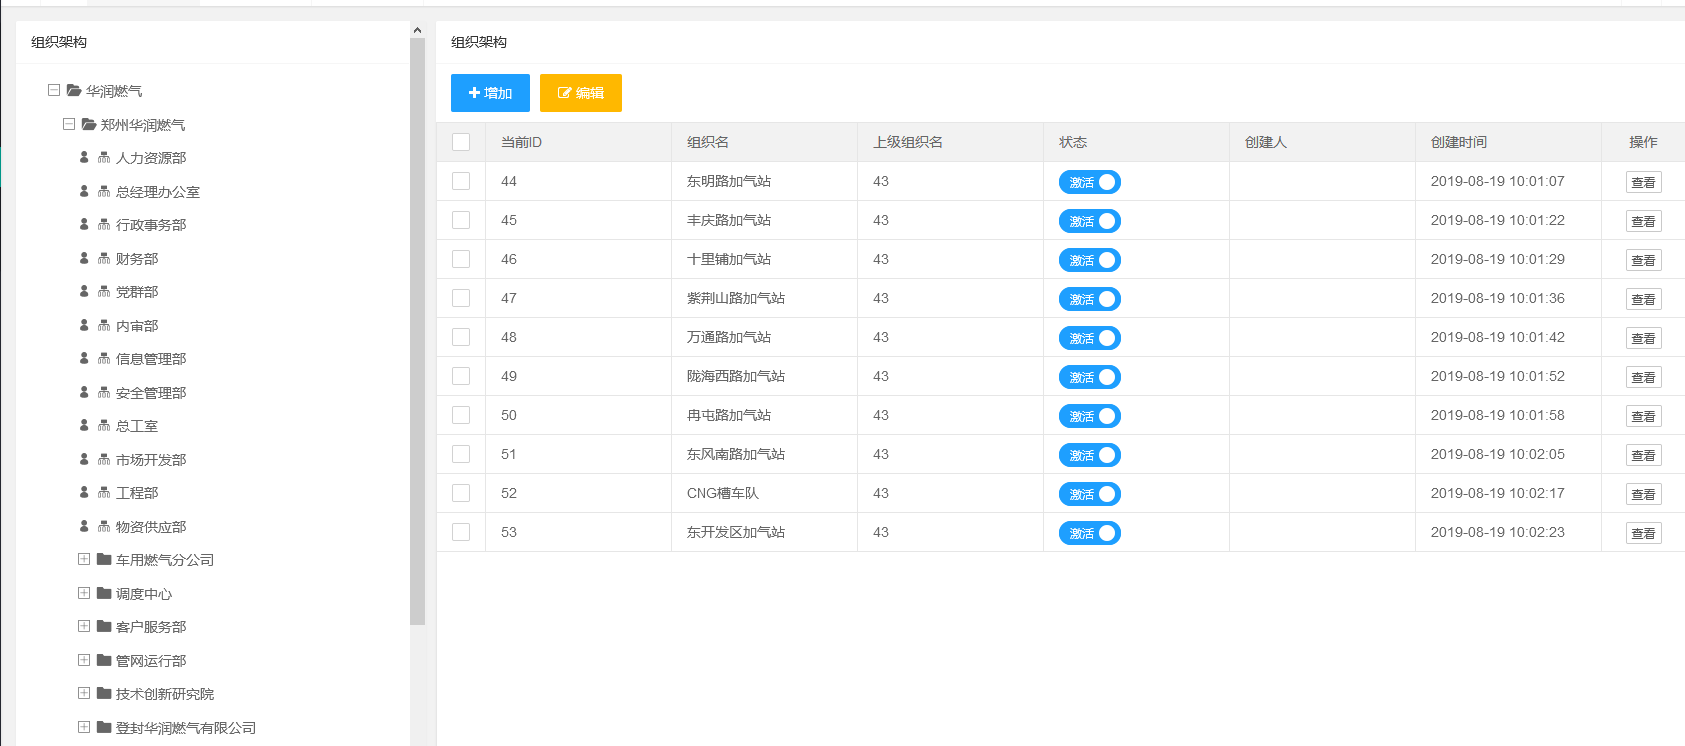 组织架构
华润燃气
郑州华润燃气
人力资源部
总经理办公室
行政事务部
财务部
党群部
内审部
信息管理部
安全管理部
总工室
市场开发部
工程部
物资供应部
车用燃气分公司
调度中心
客户服务部
管网运行部
技术创新研究院
登封华润燃气有限公司
组织架构
增加 编辑
当前ID 组织名 上级组织名 状态 创建人 创建时间 操作
44 东明路加气站 43 激活 2019-08-19 10:01:07 查看
45 丰庆路加气站 43 激活 2019-08-19 10:01:22 查看
46 十里铺加气站 43 激活 2019-08-19 10:01:29 查看
47 紫荆山路加气站 43 激活 2019-08-19 10:01:36 查看
48 万通路加气站 43 激活 2019-08-19 10:01:42 查看
49 陇海西路加气站 43 激活 2019-08-19 10:01:52 查看
50 冉屯路加气站 43 激活 2019-08-19 10:01:58 查看
51 东风南路加气站 43 激活 2019-08-19 10:02:05 查看
52 CNG槽车队 43 激活 2019-08-19 10:02:17 查看
53 东开发区加气站 43 激活 2019-08-19 10:02:23 查看